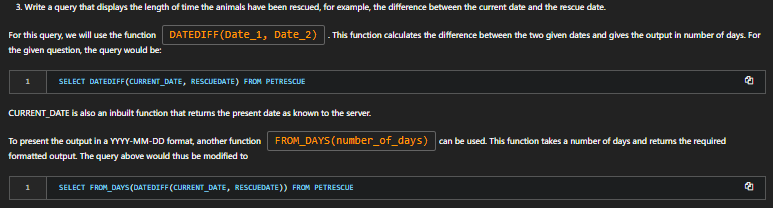 3. Write a query that displays the length of time the animals have been rescued, for example, the difference between the current date and the rescue date.
For this query, we will use the function DATEDIFF(Date_1, Date_2) . This function calculates the difference between the two given dates and gives the output in number of days. For
the given question, the query would be:
1 SELECT DATEDIFF(CURRENT_DATE, RESCUEDATE) FROM PETRESCUE
CURRENT_DATE is also an inbuilt function that returns the present date as known to the server.
To present the output in a YYYY-MM-DD format, another function FROM_DAYS(number_of_days) can be used. This function takes a number of days and returns the required
formatted output. The query above would thus be modified to
1 SELECT FROM_DAYS(DATEDIFF(CURRENT_DATE, RESCUEDATE)) FROM PETRESCUE